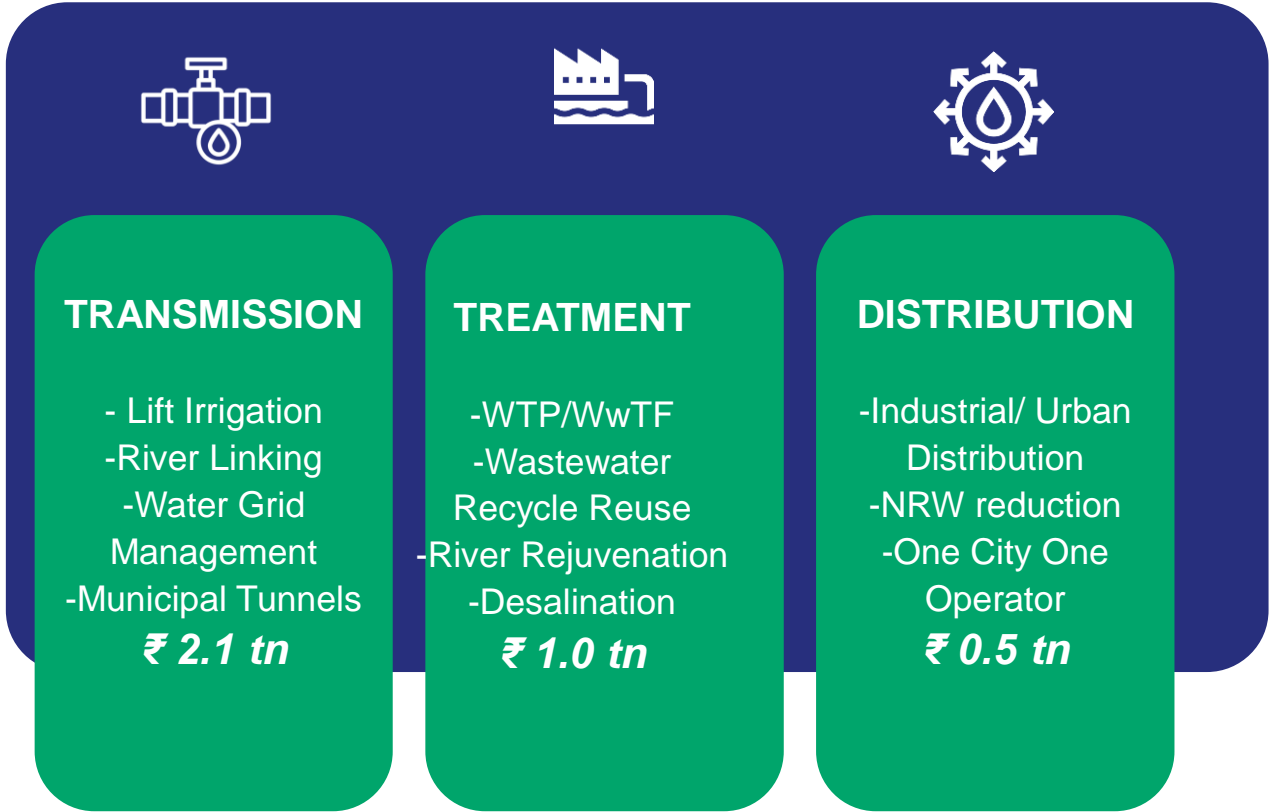 TRANSMISSION
- Lift Irrigation
-River Linking
-Water Grid
Management
-Municipal Tunnels
₹ 2.1 tn
TREATMENT
-WTP/WwTF
-Wastewater
Recycle Reuse
-River Rejuvenation
-Desalination
₹ 1.0 tn
DISTRIBUTION
-Industrial/ Urban
Distribution
-NRW reduction
-One City One
Operator
₹ 0.5 tn